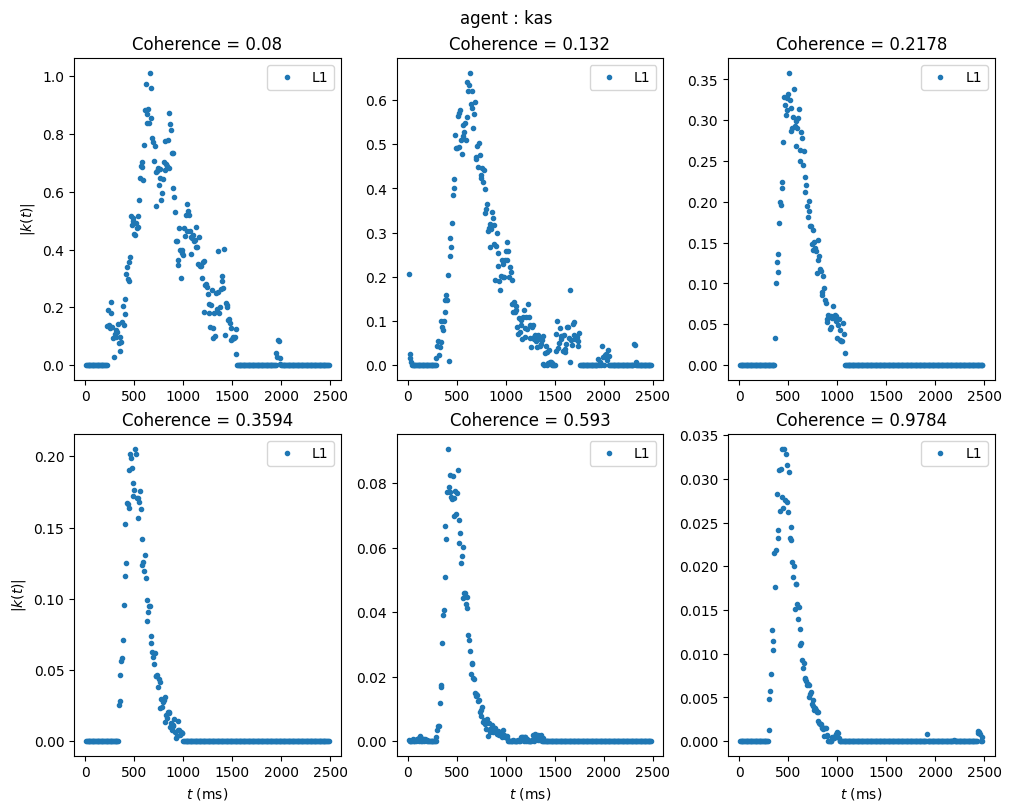 agent : kas
Coherence = 0.08
Coherence = 0.132
Coherence = 0.2178
L1
L1
L1
|k(t)|
1.0
0.8
0.6
0.4
0.2
0.0
0.6
0.5
0.4
0.3
0.2
0.1
0.0
0.35
0.30
0.25
0.20
0.15
0.10
0.05
0.00
0 500 1000 1500 2000 2500
0 500 1000 1500 2000 2500
0 500 1000 1500 2000 2500
Coherence = 0.3594
Coherence = 0.593
Coherence = 0.9784
L1
L1
L1
|k(t)|
0.20
0.15
0.10
0.05
0.00
0.08
0.06
0.04
0.02
0.00
0.035
0.030
0.025
0.020
0.015
0.010
0.005
0.000
0 500 1000 1500 2000 2500
0 500 1000 1500 2000 2500
0 500 1000 1500 2000 2500
t (ms)
t (ms)
t (ms)